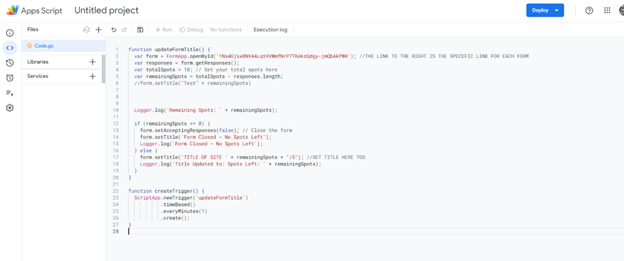 Apps Script Untitled project
Deploy
Files
Run Debug No functions Execution log
Code.gs
Libraries
Services
1 function updateFormTitle() {
2 var form = FormApp.openById( //THE LINK TO THE RIGHT IS THE SPECIFIC LINK FOR EACH FORM
3 var responses = form.getResponses();
4 var totalSpots = 10; // Set your total spots here
5 var remainingSpots = totalSpots - responses.length;
6 //form.setTitle("Test" + remainingSpots)
7
8
9
10 Logger.log('Remaining Spots: ' + remainingSpots);
11
12 if (remainingSpots == 0) {
13 form.setAcceptingResponses(false); // Close the form
14 form.setTitle('Form Closed - No Spots Left');
15 Logger.log('Form Closed - No Spots Left');
16 } else {
17 form.setTitle('TITLE OF SITE ' + remainingSpots + //SET TITLE HERE TOO
18 Logger.log('Title Updated to: Spots Left: ' + remainingSpots);
19 }
20 }
21
22 function createTrigger() {
23 ScriptApp.newTrigger('updateFormTitle')
24 .timeBased()
25 .everyMinutes(1)
26 .create();
27 }
28